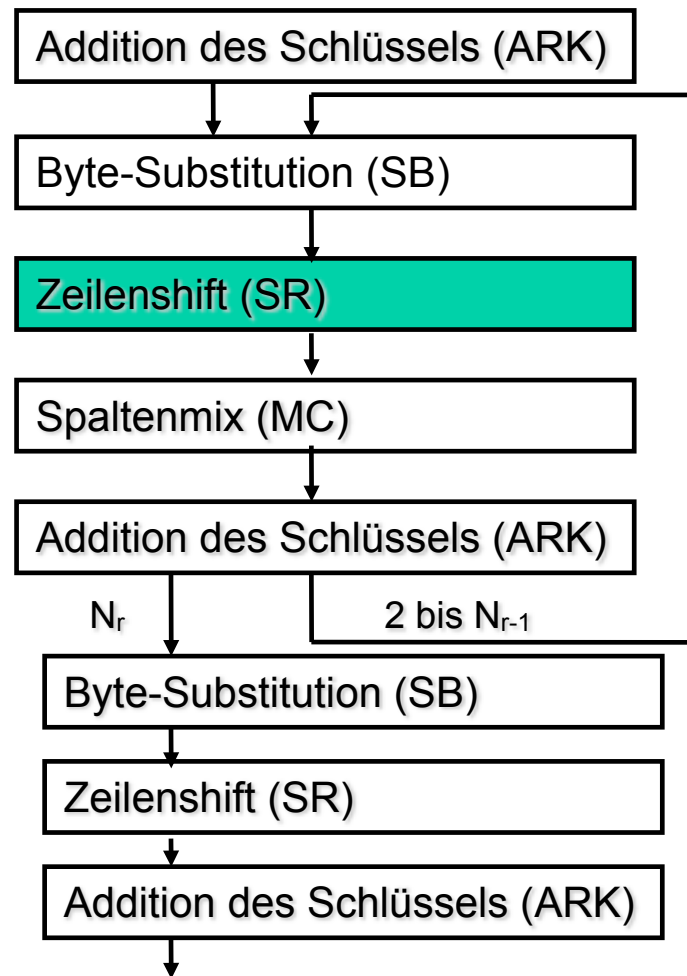 Addition des Schlüssels (ARK)
Byte-Substitution (SB)
Zeilenshift (SR)
Spaltenmix (MC)
Addition des Schlüssels (ARK)
Nr 2 bis Nr-1
Byte-Substitution (SB)
Zeilenshift (SR)
Addition des Schlüssels (ARK)